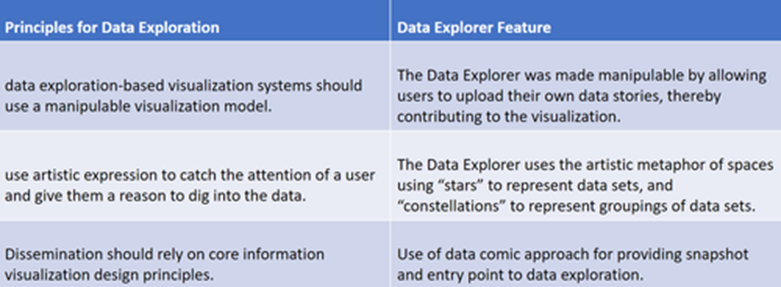 Principles for Data Exploration
Data Explorer Feature
data exploration-based visualization systems should
use a manipulable visualization model.
The Data Explorer was made manipulable by allowing
users to upload their own data stories, thereby
contributing to the visualization.
use artistic expression to catch the attention of a user
and give them a reason to dig into the data.
The Data Explorer uses the artistic metaphor of spaces
using “stars” to represent data sets, and
“constellations” to represent groupings of data sets.
Dissemination should rely on core information
visualization design principles.
Use of data comic approach for providing snapshot
and entry point to data exploration.